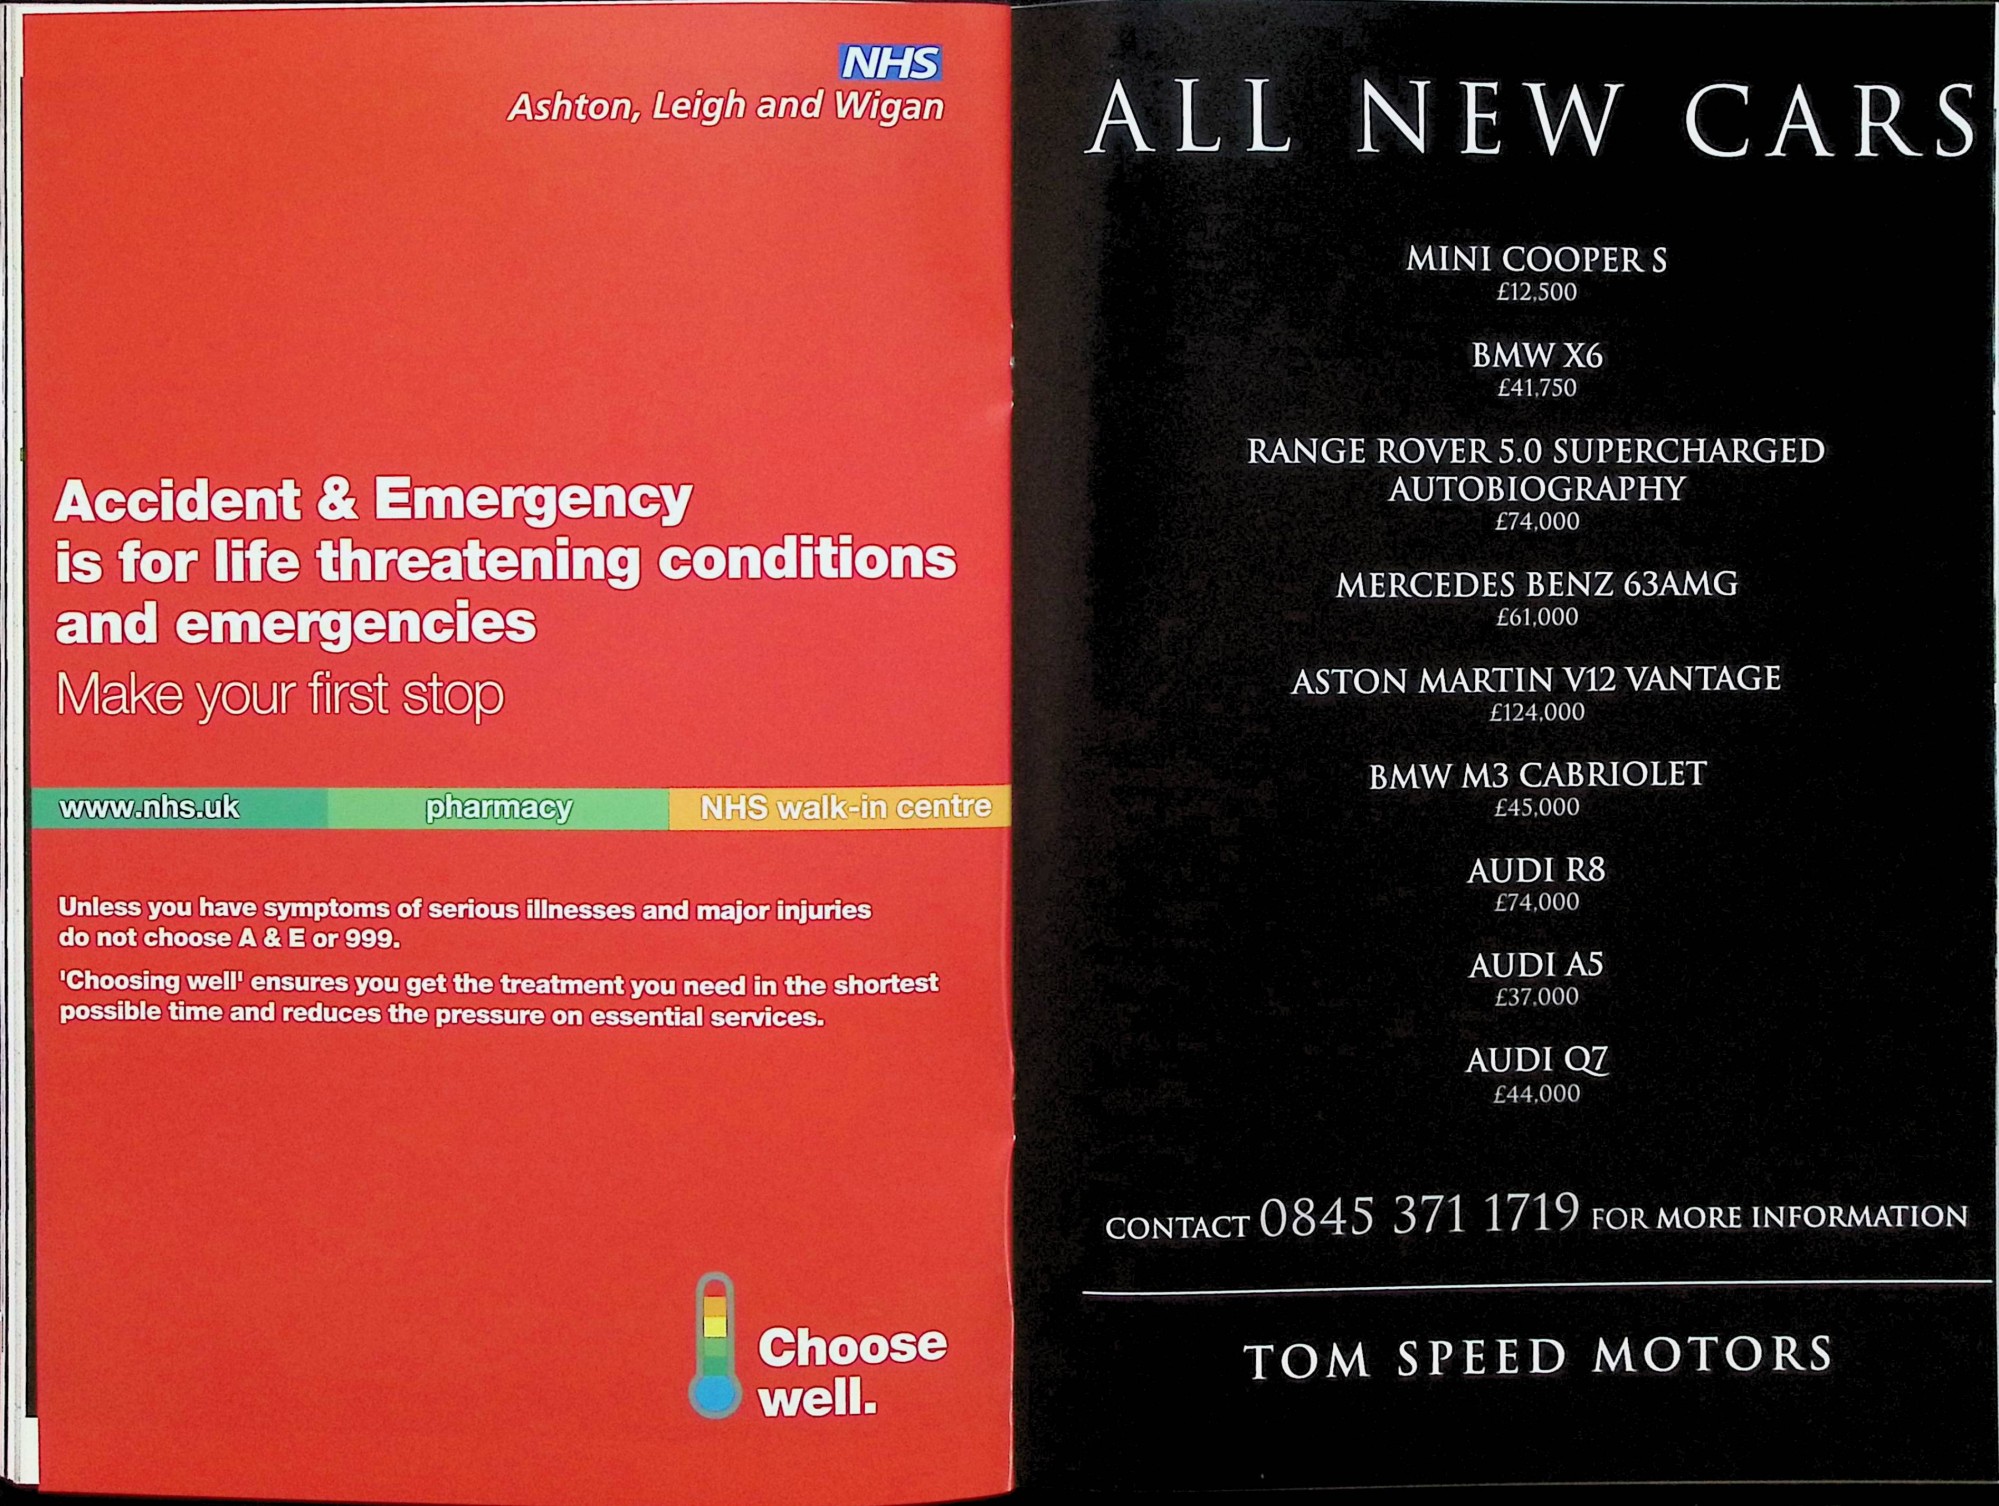 NHS
Ashton, Leigh and Wigan
Accident & Emergency
is for life threatening conditions
and emergencies
Make your first stop
www.nhs.uk pharmacy NHS walk-in centre
Unless you have symptoms of serious illnesses and major injuries
do not choose A & E or 999.
'Choosing well' ensures you get the treatment you need in the shortest
possible time and reduces the pressure on essential services.
Choose
well.
ALL NEW CARS
MINI COOPER S
£12,500
BMW X6
£41,750
RANGE ROVER 5.0 SUPERCHARGED
AUTOBIOGRAPHY
£74,000
MERCEDES BENZ 63AMG
£61,000
ASTON MARTIN V12 VANTAGE
£124,000
BMW M3 CABRIOLET
£45,000
AUDI R8
£74,000
AUDI A5
£37,000
AUDI Q7
£44,000
CONTACT 0845 371 1719 FOR MORE INFORMATION
TOM SPEED MOTORS